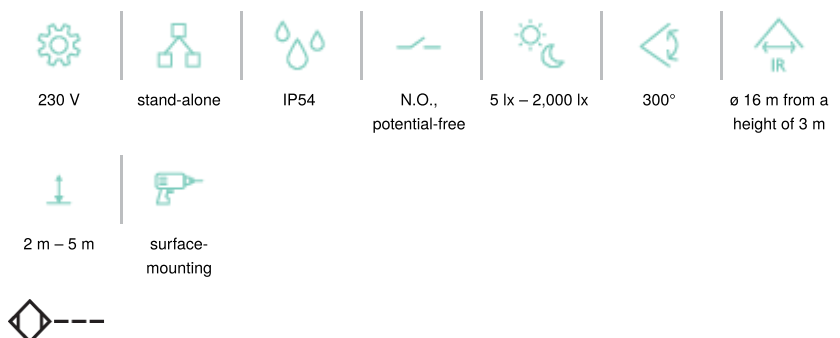 230 V
stand-alone
IP54
N.O.,
potential-free
5 lx – 2,000 lx
300°
IR
ø 16 m from a
height of 3 m
2 m – 5 m
surface-
mounting